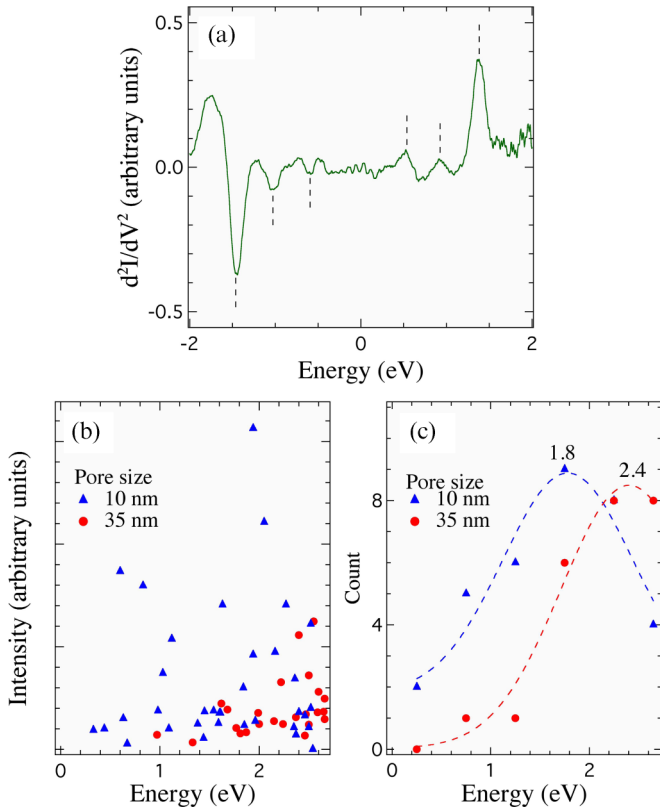 (a)
0.5
0.0
-0.5
d²I/dV² (arbitrary units)
-2
-1
0
1
2
Energy (eV)
(b)
Pore size
10 nm
35 nm
Intensity (arbitrary units)
0
1
2
Energy (eV)
(c)
1.8
2.4
Pore size
10 nm
35 nm
8
4
0
Count
0
1
2
Energy (eV)